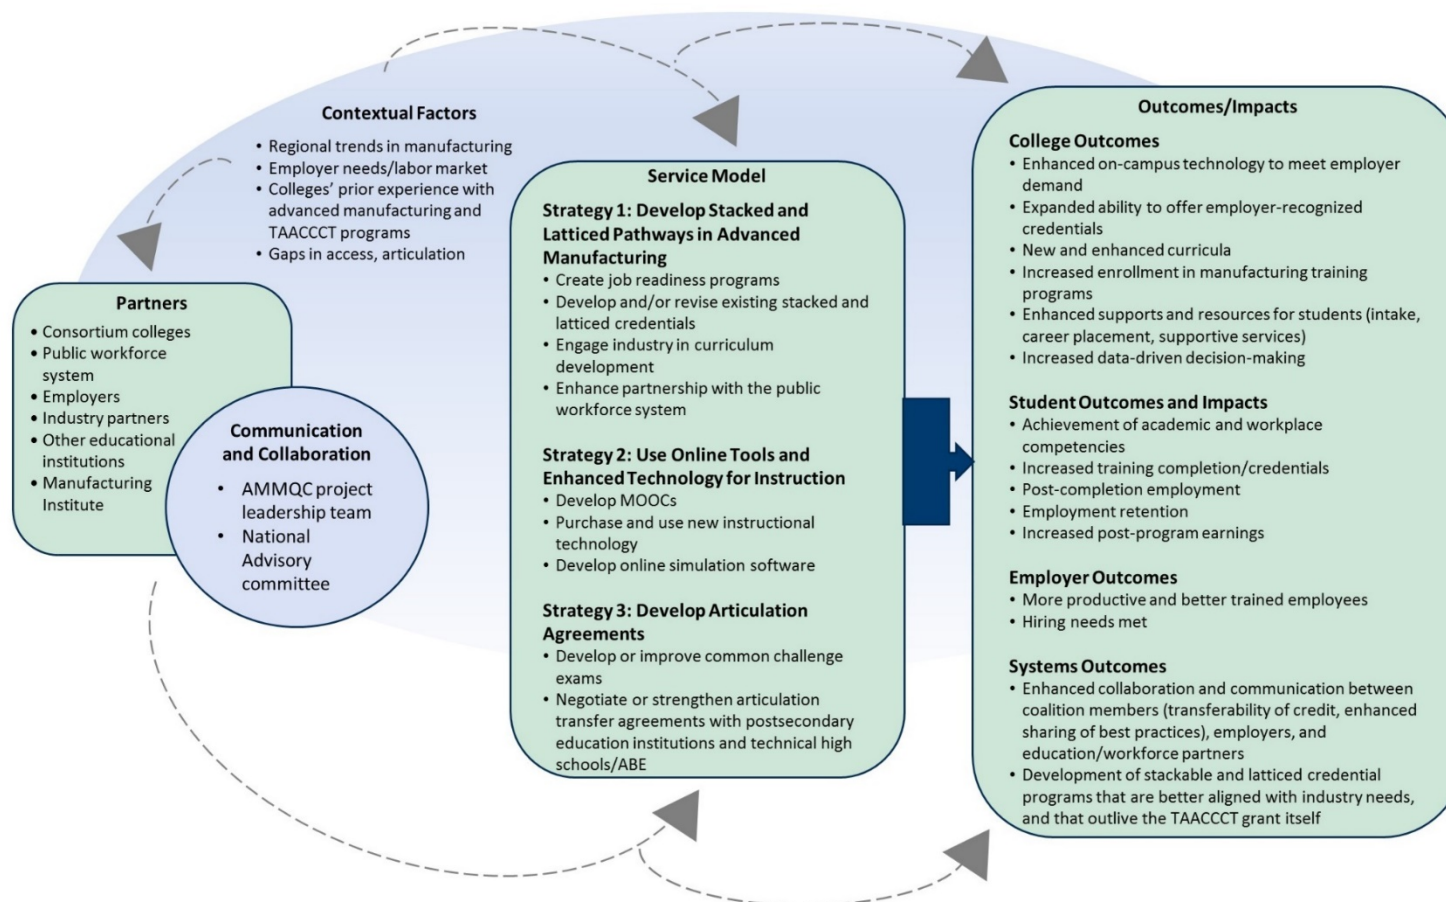 Contextual Factors
• Regional trends in manufacturing
• Employer needs/labor market
• Colleges’ prior experience with
advanced manufacturing and
TAACCCT programs
• Gaps in access, articulation
Partners
• Consortium colleges
• Public workforce
system
• Employers
• Industry partners
• Other educational
institutions
• Manufacturing
Institute
Communication
and Collaboration
• AMMQC project
leadership team
• National
Advisory
committee
Service Model
Strategy 1: Develop Stacked and
Latticed Pathways in Advanced
Manufacturing
• Create job readiness programs
• Develop and/or revise existing stacked and
latticed credentials
• Engage industry in curriculum
development
• Enhance partnership with the public
workforce system
Strategy 2: Use Online Tools and
Enhanced Technology for Instruction
• Develop MOOCs
• Purchase and use new instructional
technology
• Develop online simulation software
Strategy 3: Develop Articulation
Agreements
• Develop or improve common challenge
exams
• Negotiate or strengthen articulation
transfer agreements with postsecondary
education institutions and technical high
schools/ABE
Outcomes/Impacts
College Outcomes
• Enhanced on-campus technology to meet employer
demand
• Expanded ability to offer employer-recognized
credentials
• New and enhanced curricula
• Increased enrollment in manufacturing training
programs
• Enhanced supports and resources for students (intake,
career placement, supportive services)
• Increased data-driven decision-making
Student Outcomes and Impacts
• Achievement of academic and workplace
competencies
• Increased training completion/credentials
• Post-completion employment
• Employment retention
• Increased post-program earnings
Employer Outcomes
• More productive and better trained employees
• Hiring needs met
Systems Outcomes
• Enhanced collaboration and communication between
coalition members (transferability of credit, enhanced
sharing of best practices), employers, and
education/workforce partners
• Development of stackable and latticed credential
programs that are better aligned with industry needs,
and that outlive the TAACCCT grant itself